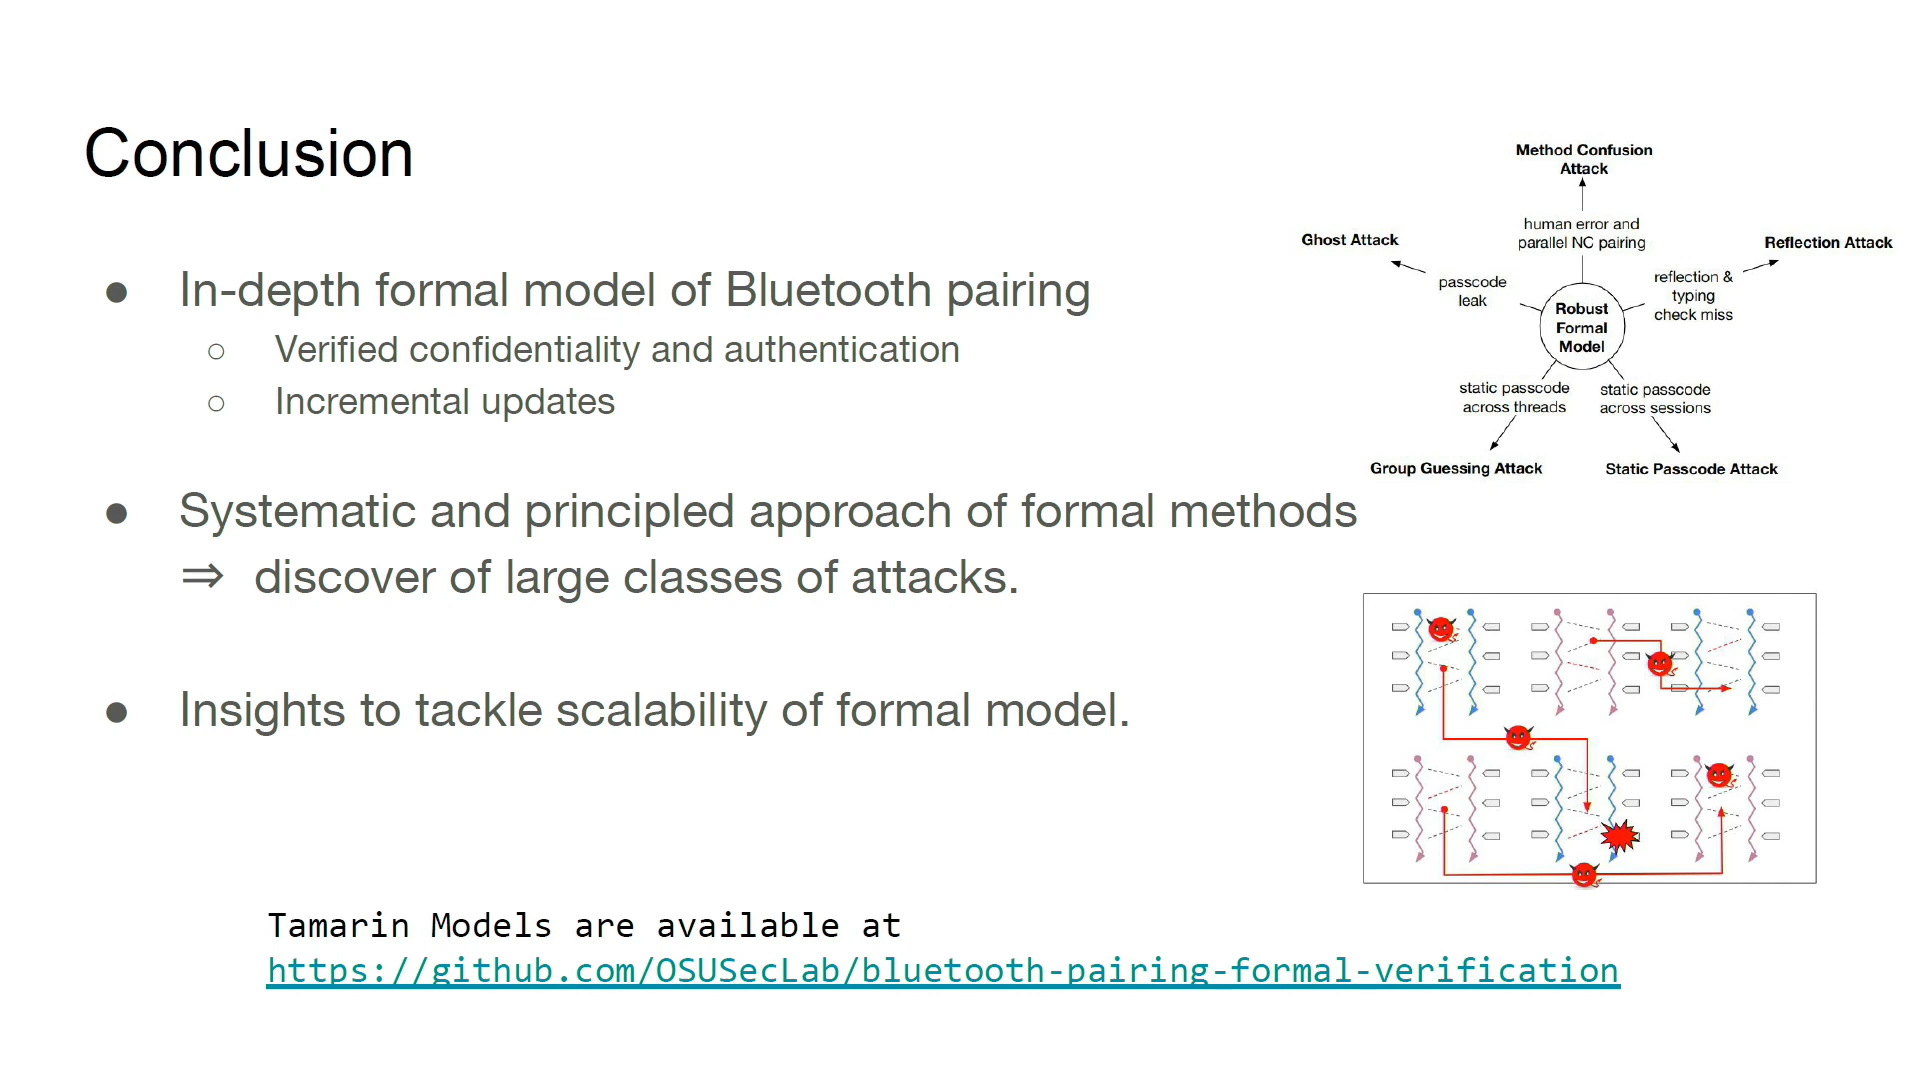 Conclusion
● In-depth formal model of Bluetooth pairing
○ Verified confidentiality and authentication
○ Incremental updates
● Systematic and principled approach of formal methods
⇒ discover of large classes of attacks.
● Insights to tackle scalability of formal model.
Tamarin Models are available at
https://github.com/OSUSecLab/bluetooth-pairing-formal-verification
Method Confusion
Attack
human error and
parallel NC pairing
Ghost Attack
passcode
leak
Reflection Attack
reflection &
typing
check miss
Robust
Formal
Model
static passcode
across threads
static passcode
across sessions
Group Guessing Attack
Static Passcode Attack